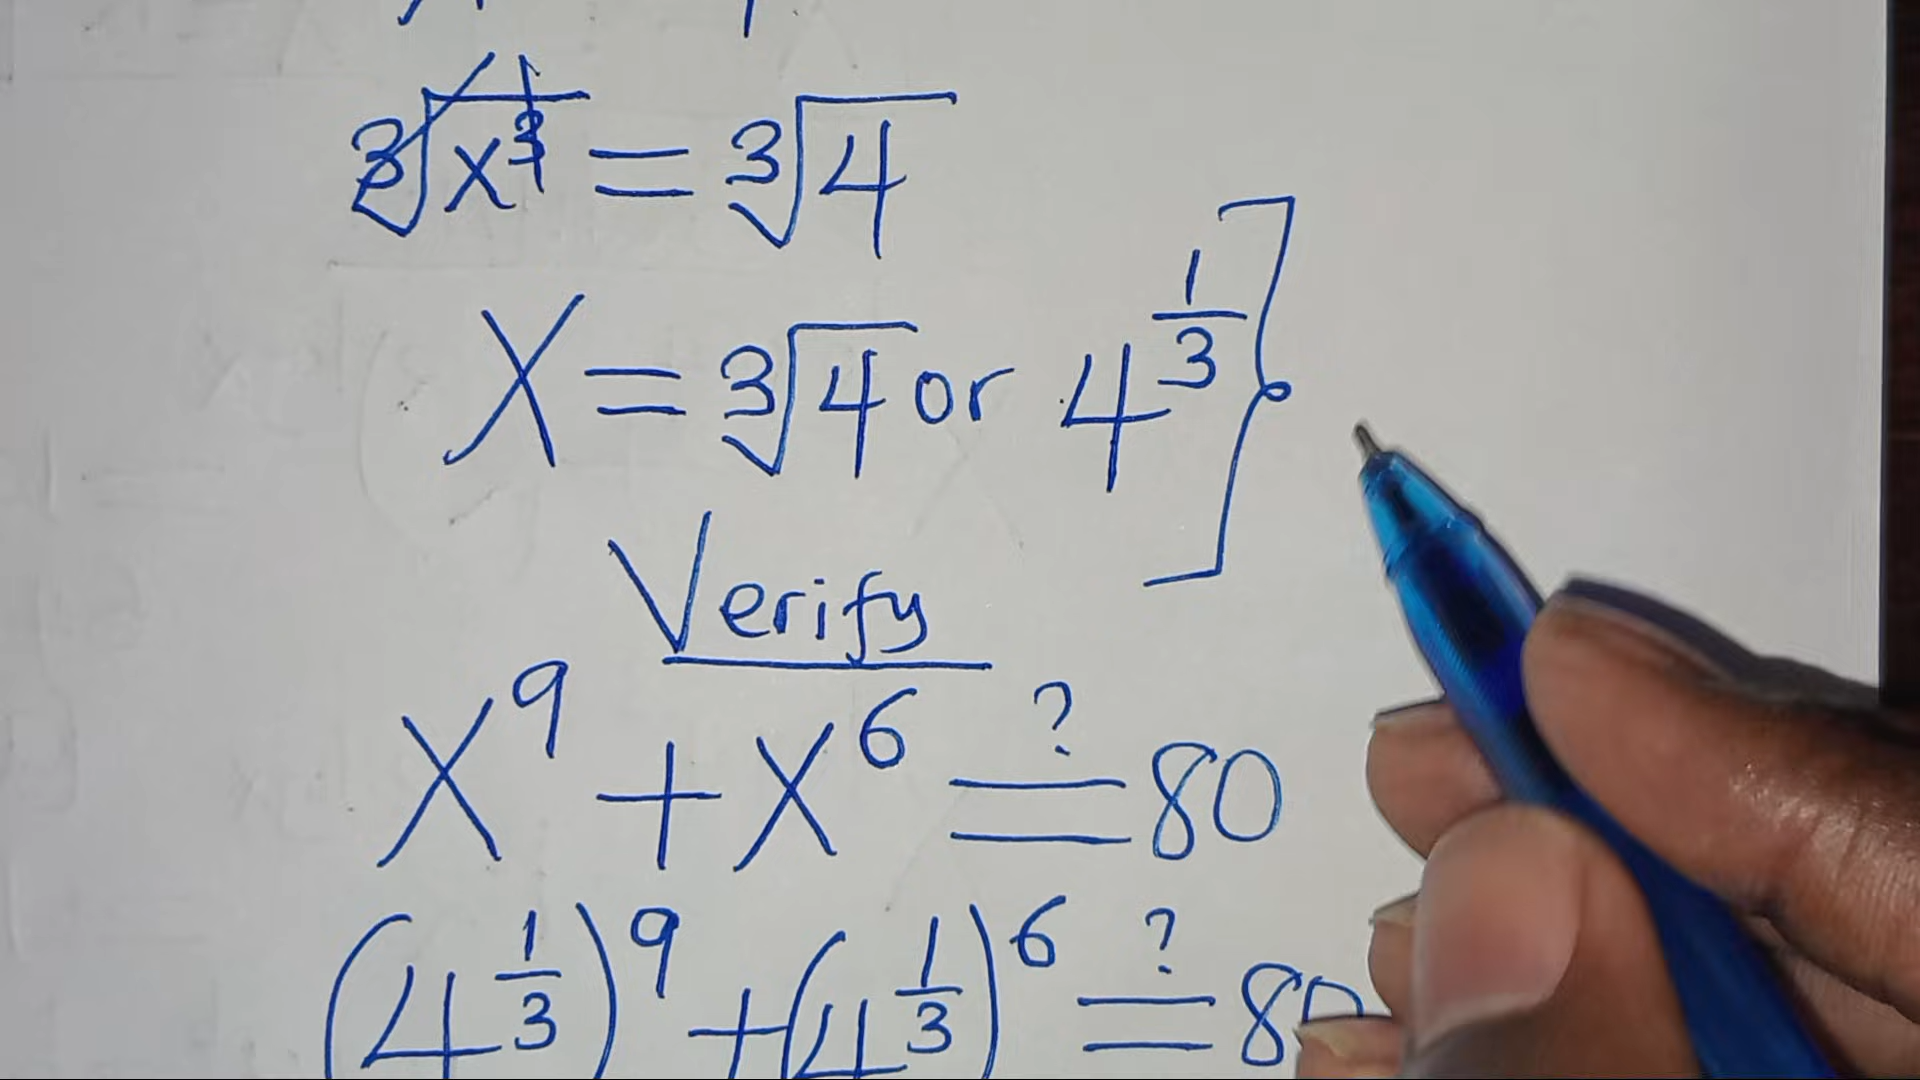 ∛x³ = ∛4
X = ∛4 or 4^(1/3)
Verify
X⁹ + X⁶ =? 80
(4^(1/3))⁹ + (4^(1/3))⁶ =? 80